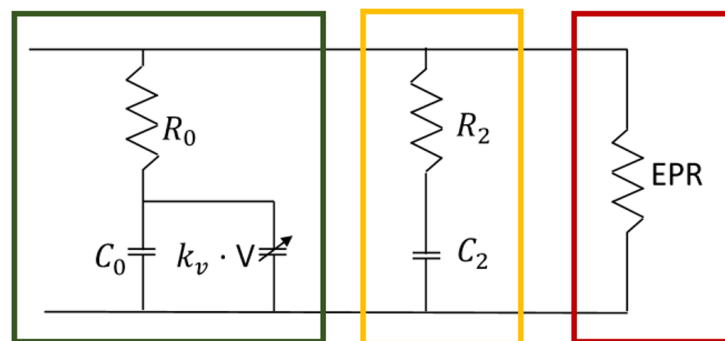 R₀
C₀
kᵥ · V
R₂
C₂
EPR